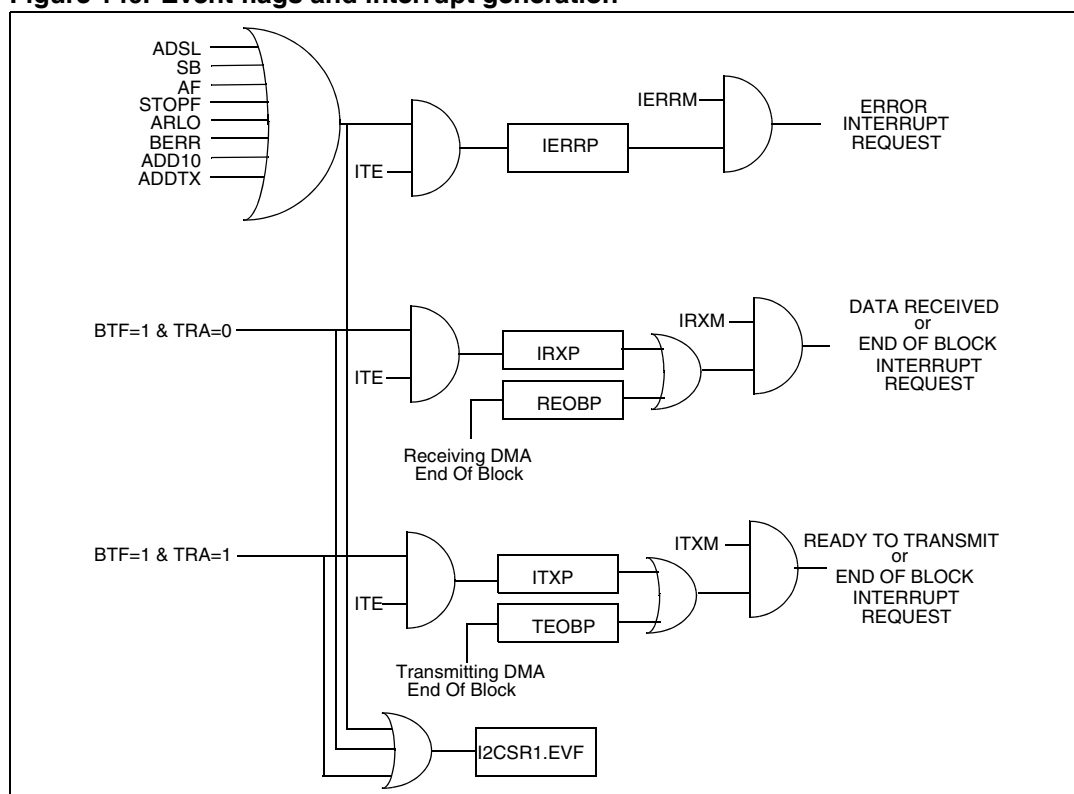 ADSL
SB
AF
STOPF
ARLO
BERR
ADD10
ADDTX
ITE
IERRP
IERRM
ERROR
INTERRUPT
REQUEST
BTF=1 & TRA=0
ITE
IRXP
REOBP
Receiving DMA
End Of Block
IRXM
DATA RECEIVED
or
END OF BLOCK
INTERRUPT
REQUEST
BTF=1 & TRA=1
ITE
ITXP
TEOBP
Transmitting DMA
End Of Block
ITXM
READY TO TRANSMIT
or
END OF BLOCK
INTERRUPT
REQUEST
I2CSR1.EVF